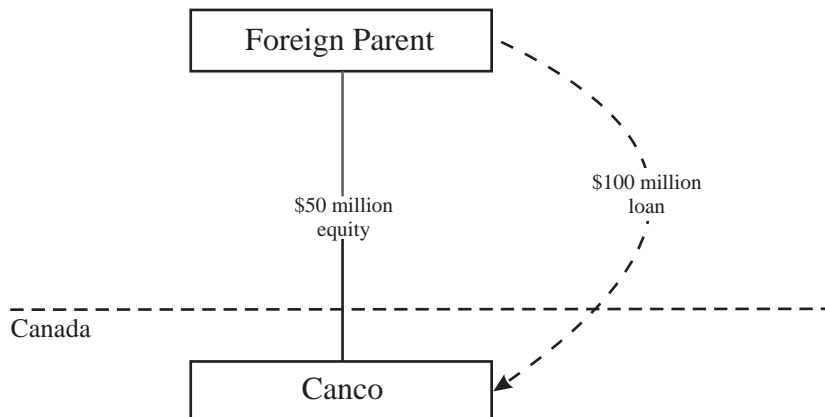 Foreign Parent
$100 million
loan
$50 million
equity
Canada
Canco